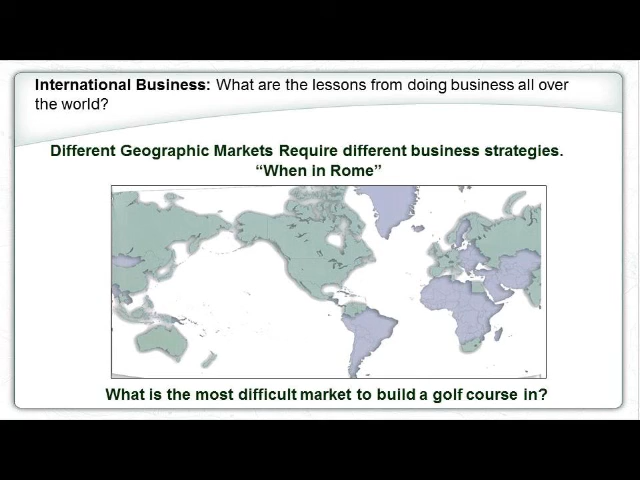 International Business: What are the lessons from doing business all over
the world?
Different Geographic Markets Require different business strategies.
“When in Rome”
What is the most difficult market to build a golf course in?